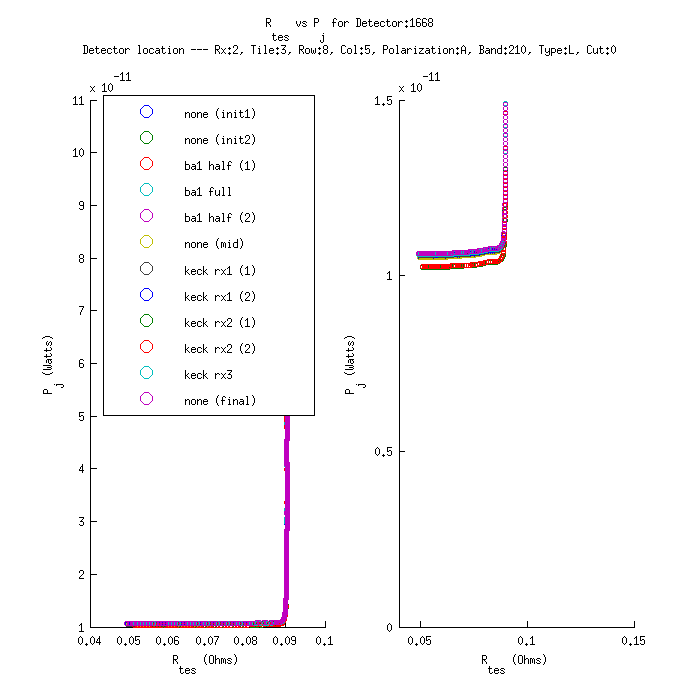 R    vs P  for Detector:1668
tes     j
Detector location --- Rx:2, Tile:3, Row:8, Col:5, Polarization:A, Band:210, Type:L, Cut:0
x 10 -11
11
10
9
8
7
6
5
4
3
2
1
0.04 0.05 0.06 0.07 0.08 0.09 0.1
R    (Ohms)
tes
P  (Watts)
j
none (init1)
none (init2)
ba1 half (1)
ba1 full
ba1 half (2)
none (mid)
keck rx1 (1)
keck rx1 (2)
keck rx2 (1)
keck rx2 (2)
keck rx3
none (final)
x 10 -11
1.5
1
0.5
0
0.05 0.1 0.15
R    (Ohms)
tes
P  (Watts)
j